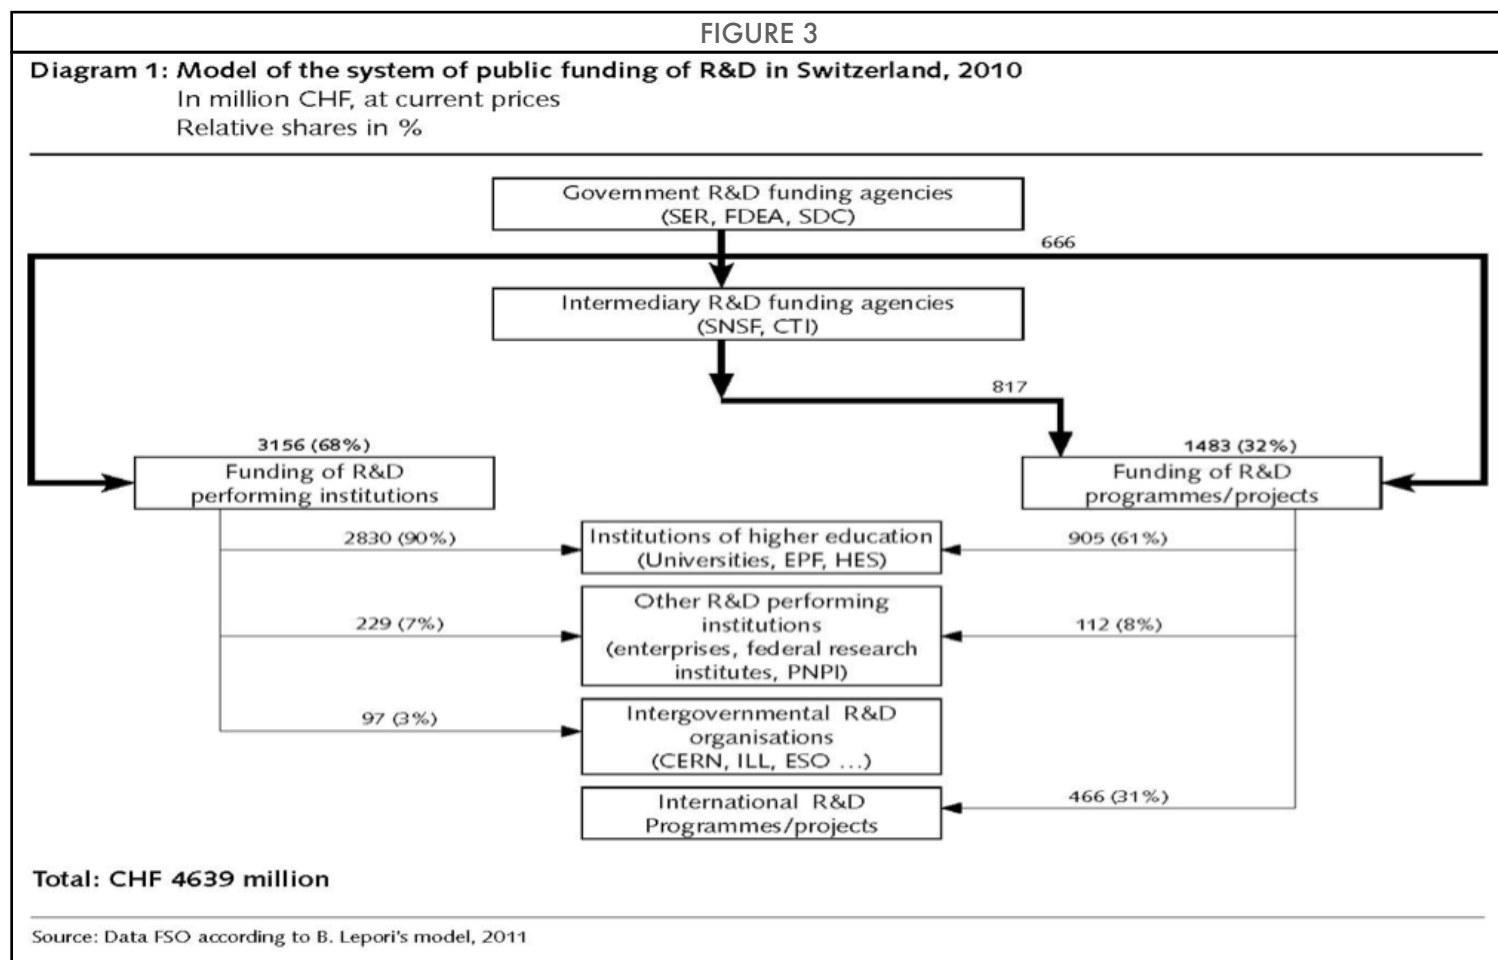 FIGURE 3
Diagram 1: Model of the system of public funding of R&D in Switzerland, 2010
In million CHF, at current prices
Relative shares in %
Government R&D funding agencies
(SER, FDEA, SDC)
666
Intermediary R&D funding agencies
(SNSF, CTI)
817
3156 (68%)
Funding of R&D
performing institutions
1483 (32%)
Funding of R&D
programmes/projects
2830 (90%)
Institutions of higher education
(Universities, EPF, HES)
905 (61%)
229 (7%)
Other R&D performing
institutions
(enterprises, federal research
institutes, PNPI)
112 (8%)
97 (3%)
Intergovernmental R&D
organisations
(CERN, ILL, ESO ...)
International R&D
Programmes/projects
466 (31%)
Total: CHF 4639 million
Source: Data FSO according to B. Lepori's model, 2011